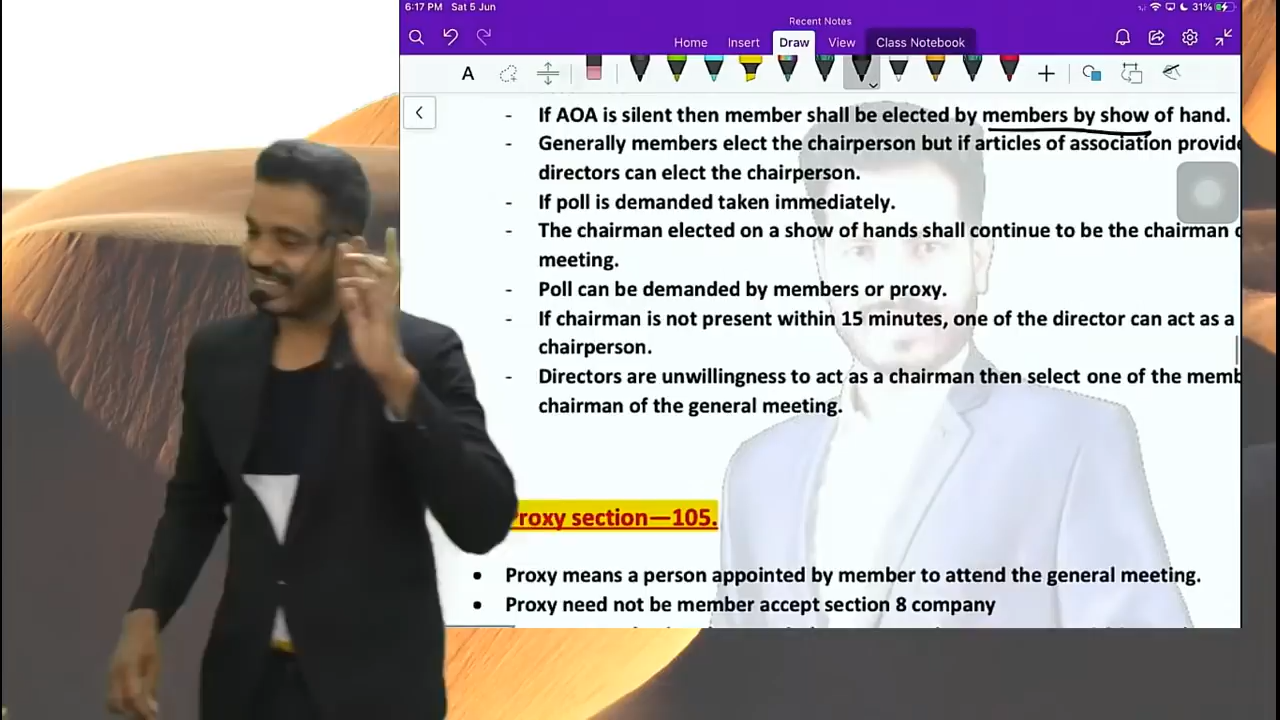 6:17 PM Sat 5 Jun
31%
Recent Notes
Home Insert Draw View Class Notebook
A
- If AOA is silent then member shall be elected by members by show of hand.
- Generally members elect the chairperson but if articles of association provide
directors can elect the chairperson.
- If poll is demanded taken immediately.
- The chairman elected on a show of hands shall continue to be the chairman
meeting.
- Poll can be demanded by members or proxy.
- If chairman is not present within 15 minutes, one of the director can act as a
chairperson.
- Directors are unwillingness to act as a chairman then select one of the memb
chairman of the general meeting.
roxy section—105.
• Proxy means a person appointed by member to attend the general meeting.
• Proxy need not be member accept section 8 company